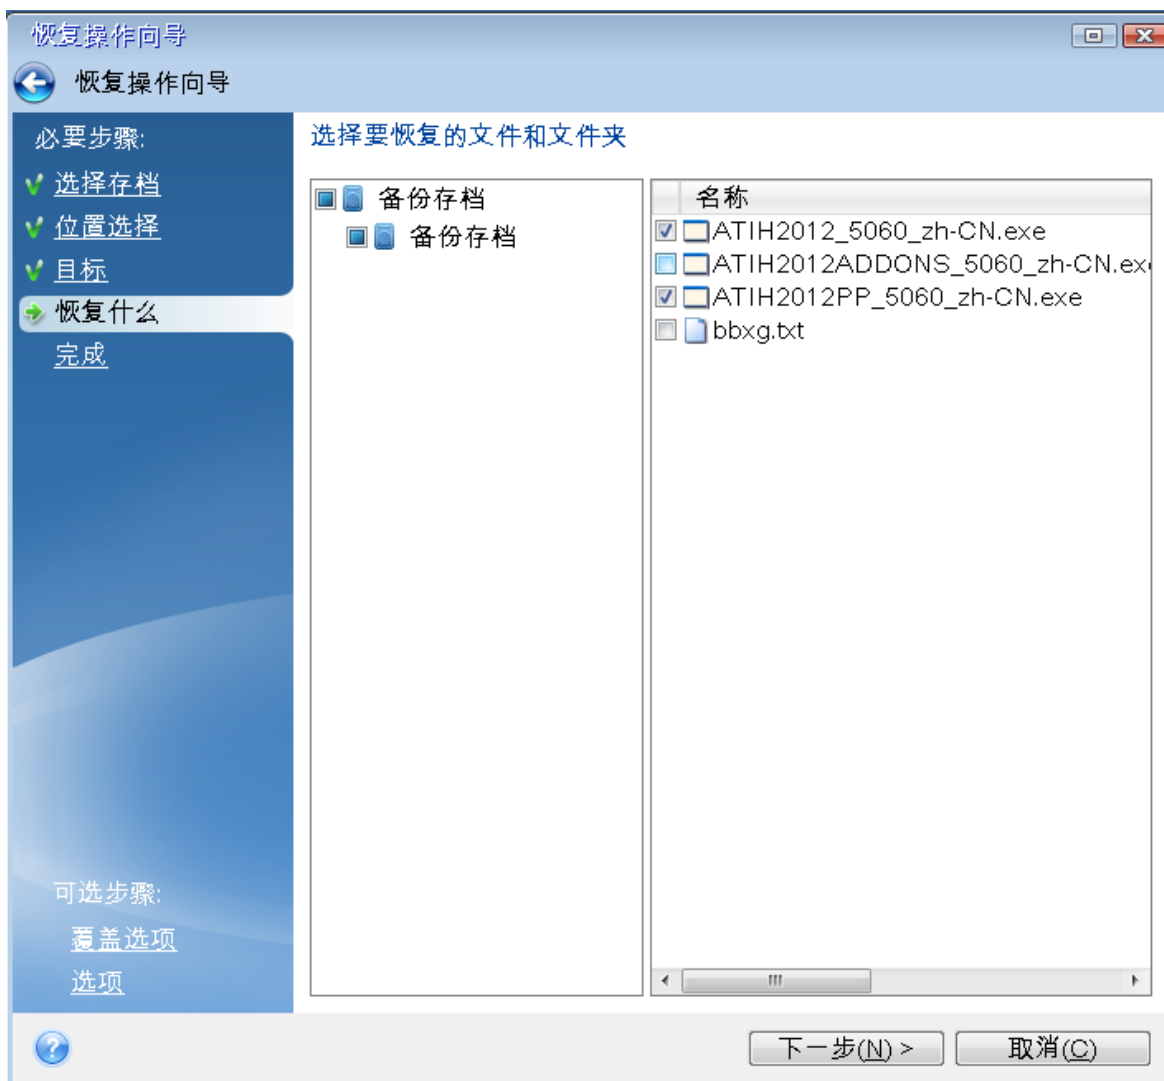 恢复操作向导
恢复操作向导
必要步骤:
选择存档
位置选择
目标
恢复什么
完成
可选步骤:
覆盖选项
选项
选择要恢复的文件和文件夹
备份存档
备份存档
名称
ATIH2012_5060_zh-CN.exe
ATIH2012ADDONS_5060_zh-CN.ex
ATIH2012PP_5060_zh-CN.exe
bbxg.txt
下一步(N) >
取消(C)